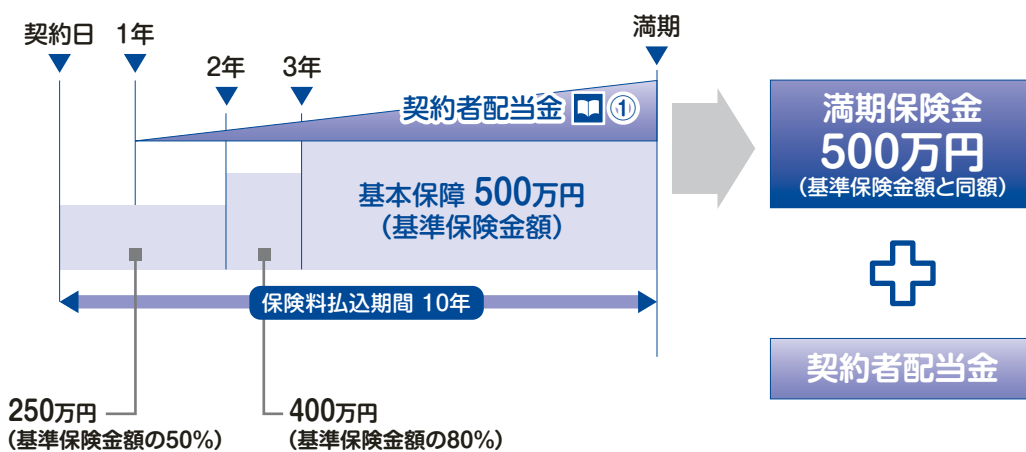 契約日
1年
2年
3年
満期
契約者配当金 ①
基本保障 500万円
(基準保険金額)
保険料払込期間 10年
250万円
(基準保険金額の50%)
400万円
(基準保険金額の80%)
満期保険金
500万円
(基準保険金額と同額)
契約者配当金